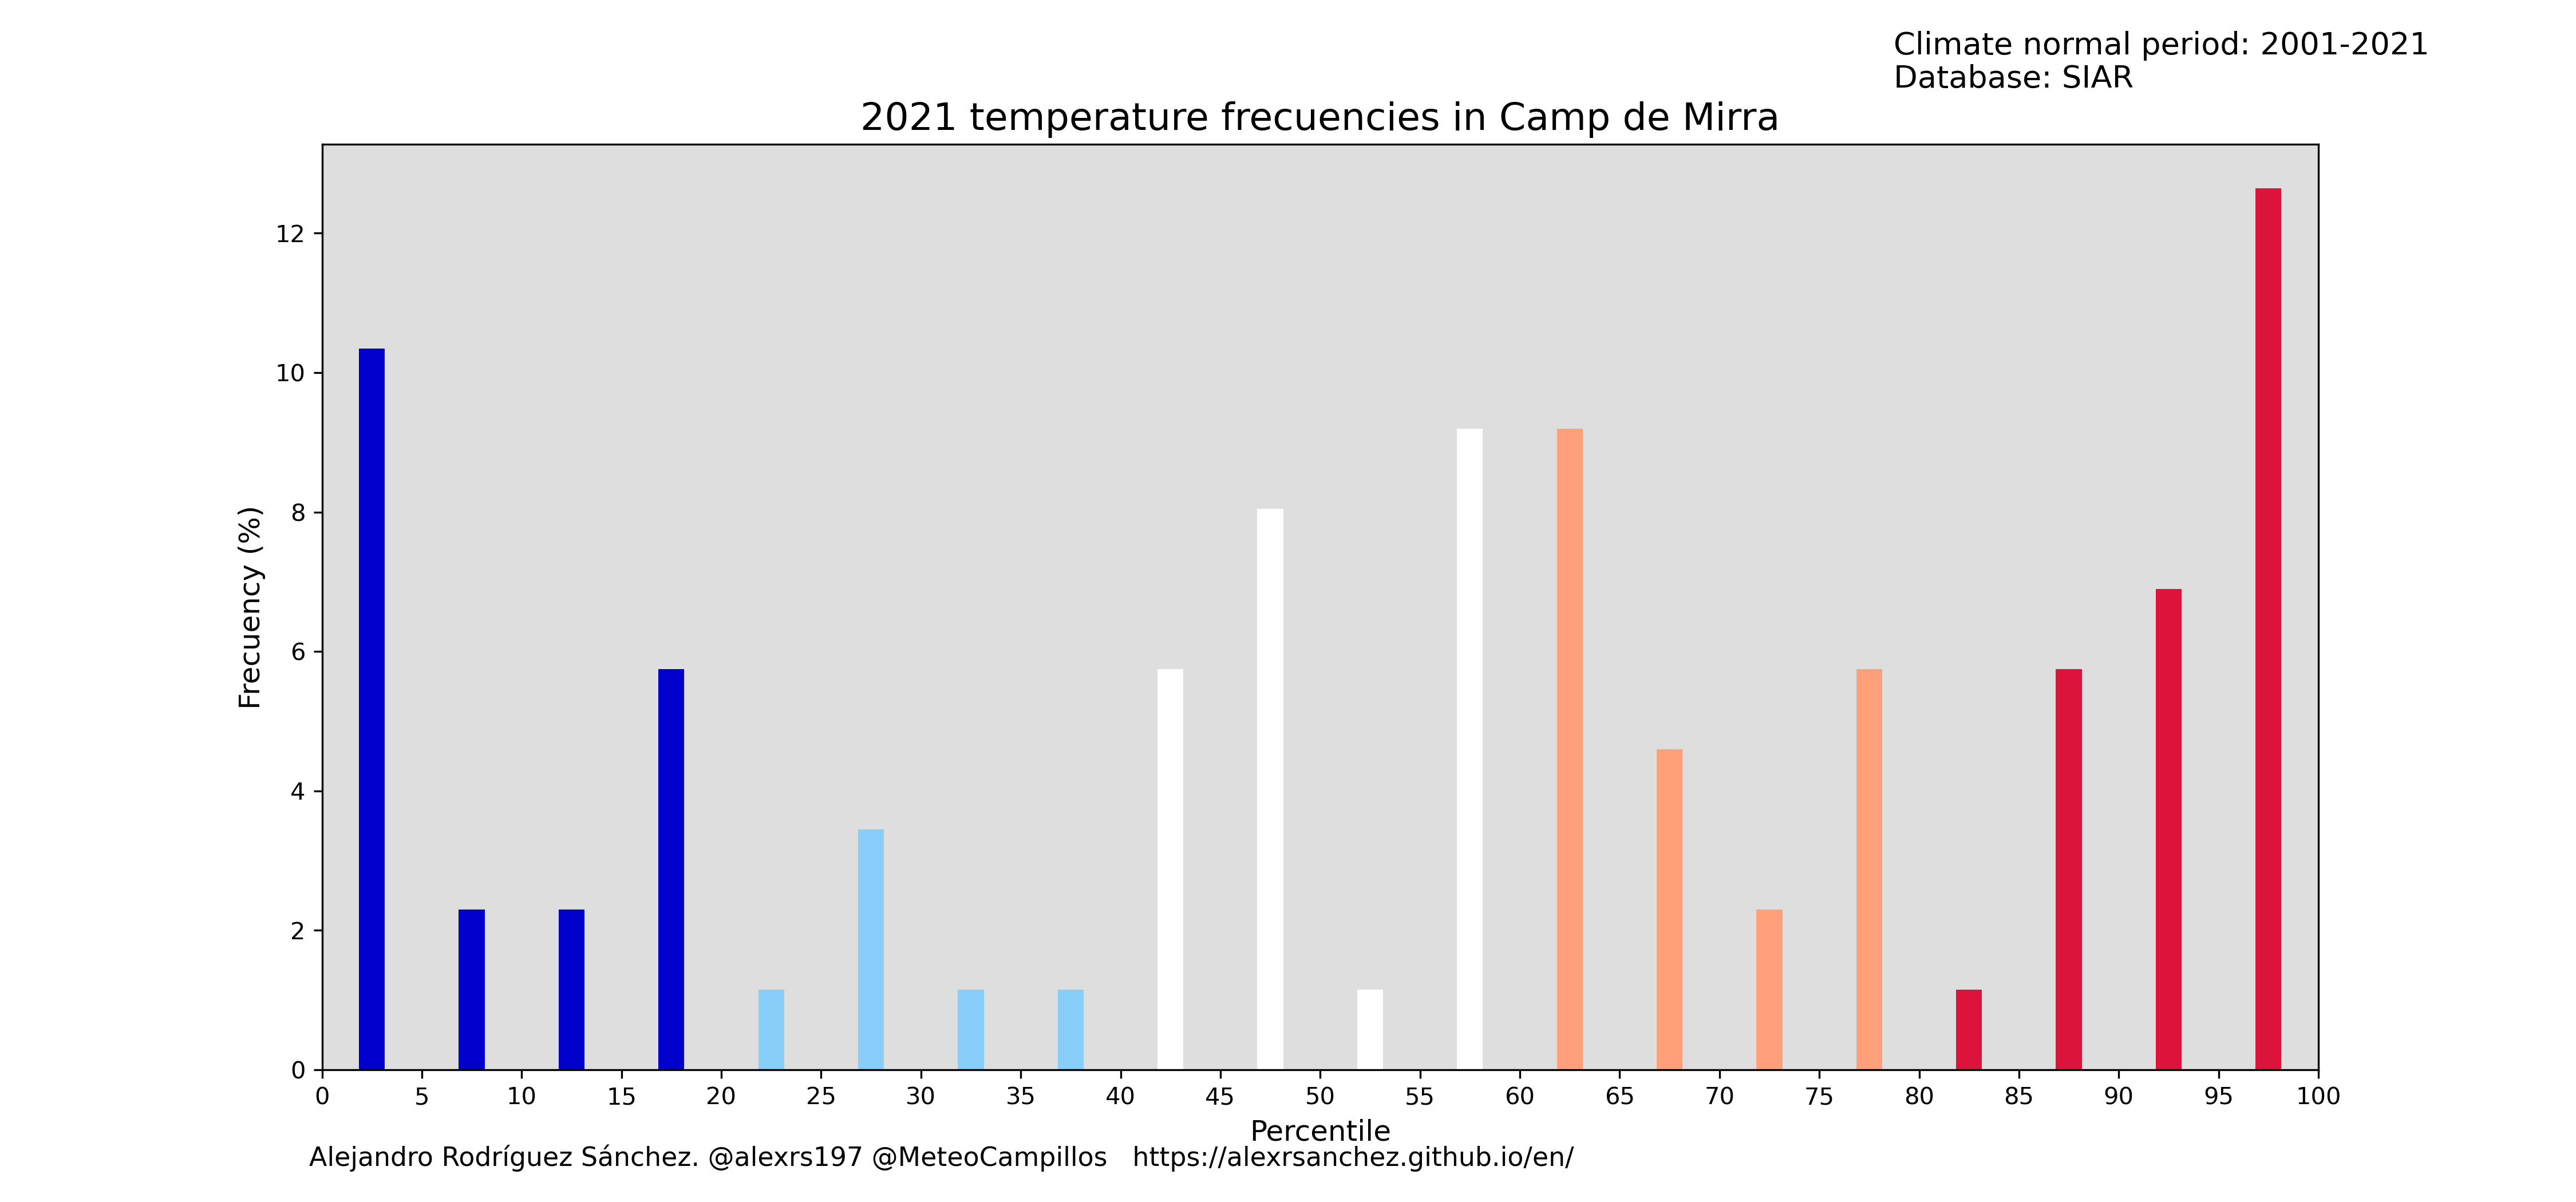 Climate normal period: 2001-2021
Database: SIAR
2021 temperature frecuencies in Camp de Mirra
12
10
8
6
4
2
0
Frecuency (%)
0 5 10 15 20 25 30 35 40 45 50 55 60 65 70 75 80 85 90 95 100
Percentile
Alejandro Rodríguez Sánchez. @alexrs197 @MeteoCampillos https://alexrsanchez.github.io/en/